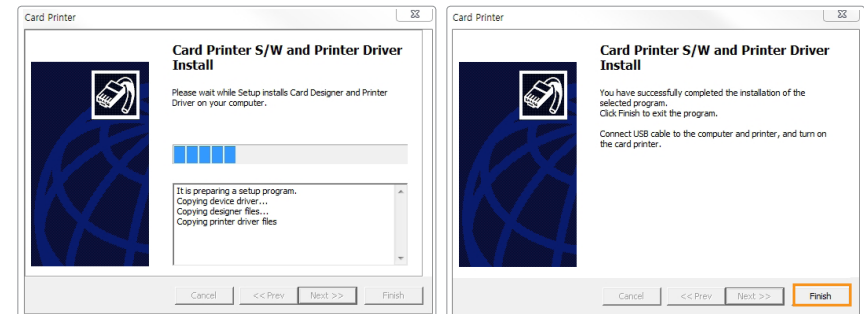 Card Printer
Card Printer S/W and Printer Driver
Install
Please wait while Setup installs Card Designer and Printer
Driver on your computer.
It is preparing a setup program.
Copying device driver...
Copying designer files...
Copying printer driver files
Cancel
<< Prev
Next >>
Finish
Card Printer
Card Printer S/W and Printer Driver
Install
You have successfully completed the installation of the
selected program.
Click Finish to exit the program.
Connect USB cable to the computer and printer, and turn on
the card printer.
Cancel
<< Prev
Next >>
Finish